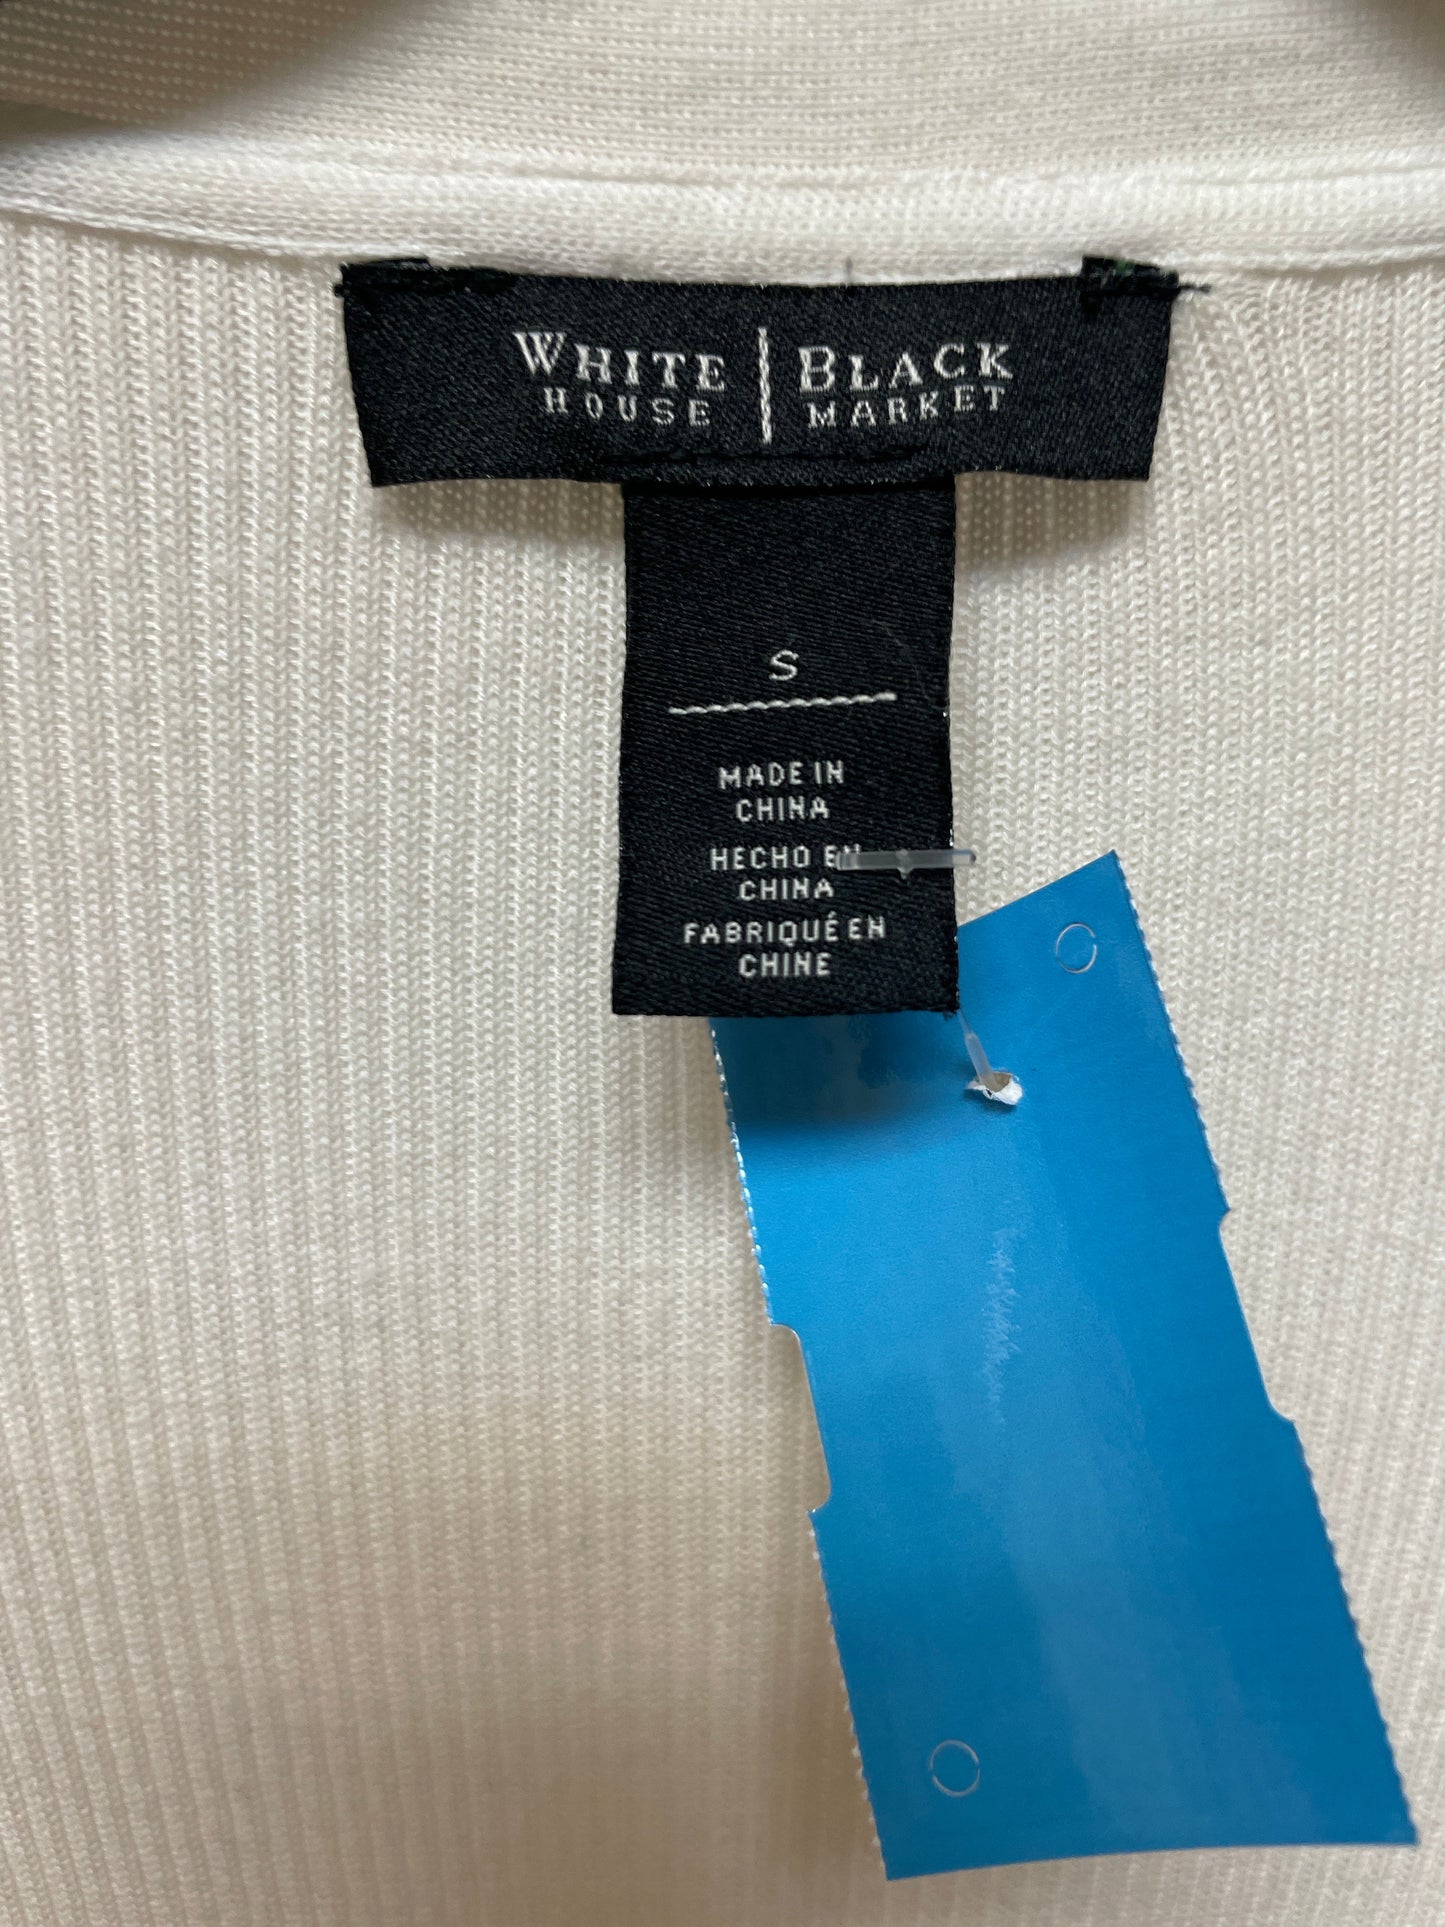 WHITE | BLACK
HOUSE | MARKET
S
MADE IN
CHINA
HECHO EN
CHINA
FABRIQUÉ EN
CHINE